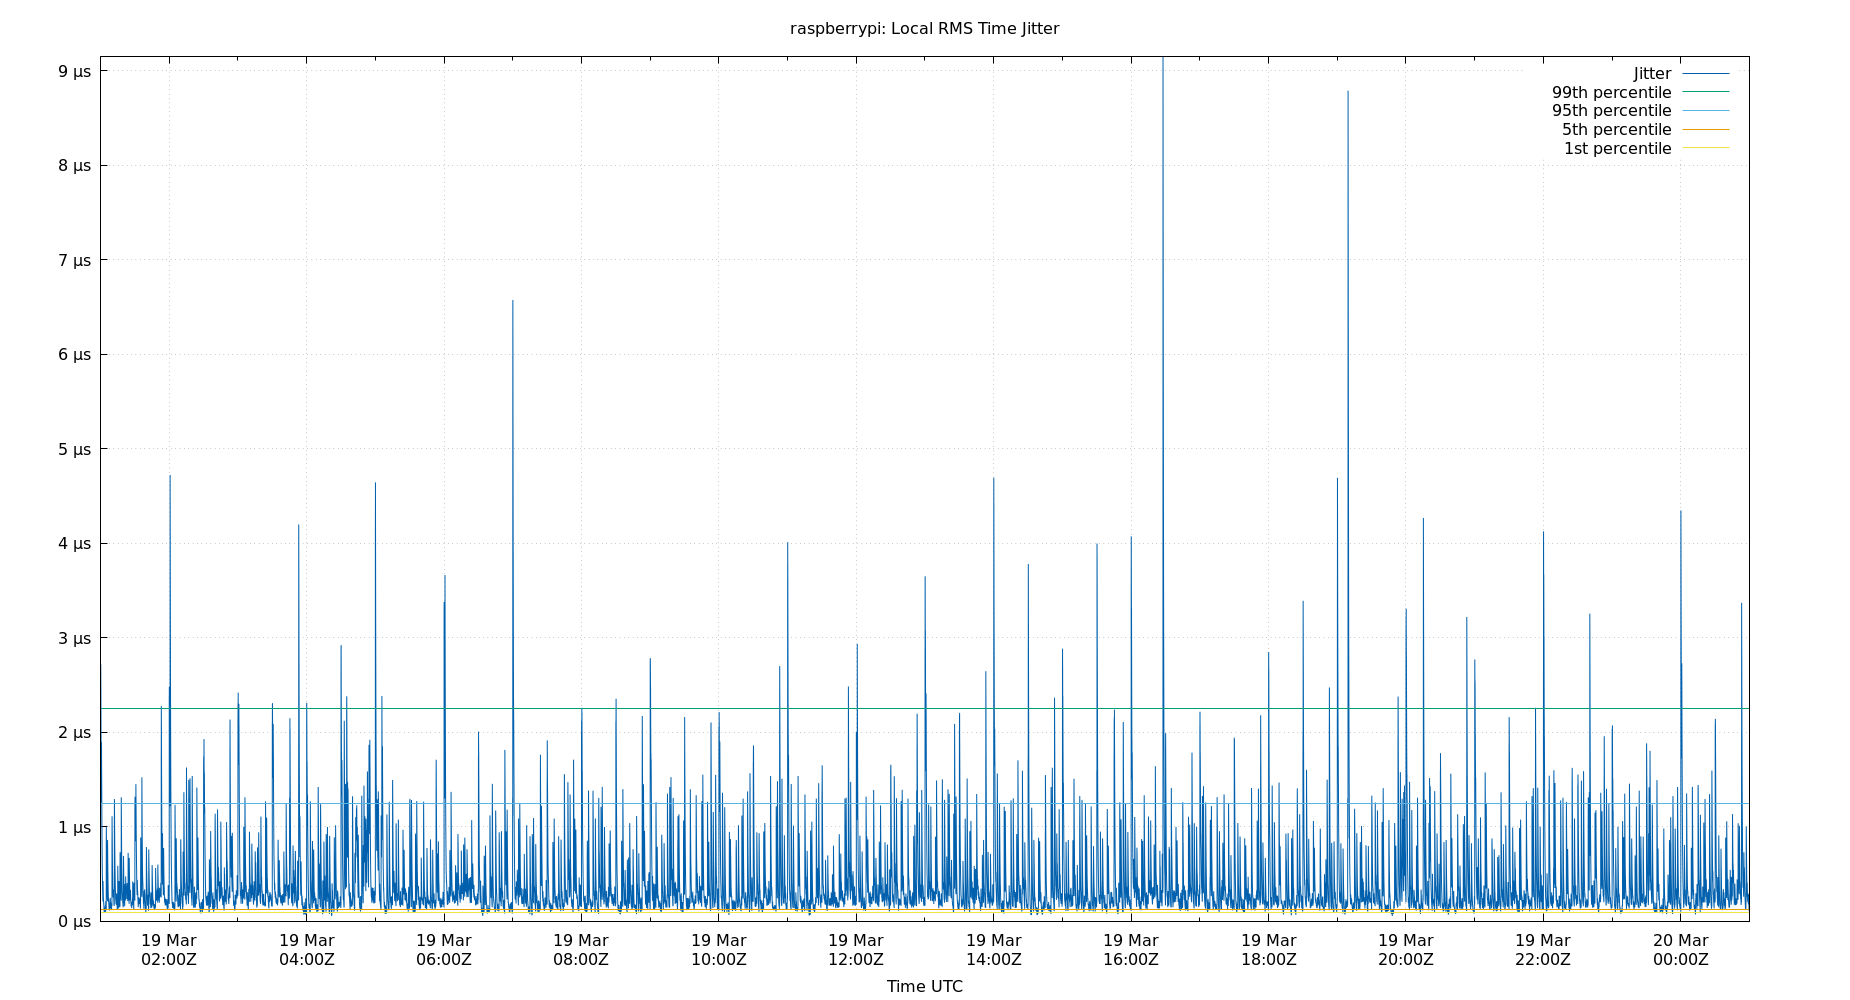 raspberrypi: Local RMS Time Jitter
9 µs
8 µs
7 µs
6 µs
5 µs
4 µs
3 µs
2 µs
1 µs
0 µs
Jitter
99th percentile
95th percentile
5th percentile
1st percentile
19 Mar 02:00Z
19 Mar 04:00Z
19 Mar 06:00Z
19 Mar 08:00Z
19 Mar 10:00Z
19 Mar 12:00Z
19 Mar 14:00Z
19 Mar 16:00Z
19 Mar 18:00Z
19 Mar 20:00Z
19 Mar 22:00Z
20 Mar 00:00Z
Time UTC